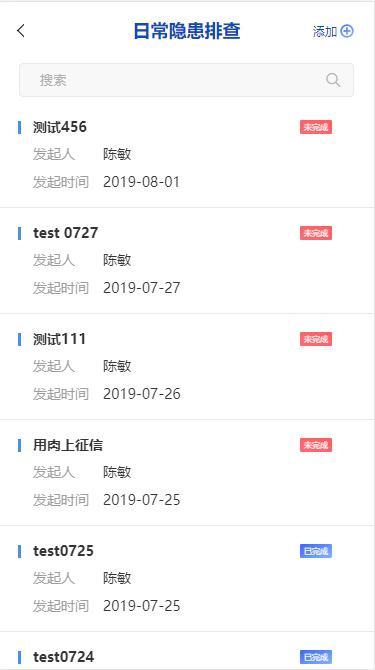 日常隐患排查 添加
搜索
测试456 未完成
发起人 陈敏
发起时间 2019-08-01
test 0727 未完成
发起人 陈敏
发起时间 2019-07-27
测试111 未完成
发起人 陈敏
发起时间 2019-07-26
用肉上征信 未完成
发起人 陈敏
发起时间 2019-07-25
test0725 已完成
发起人 陈敏
发起时间 2019-07-25
test0724 已完成